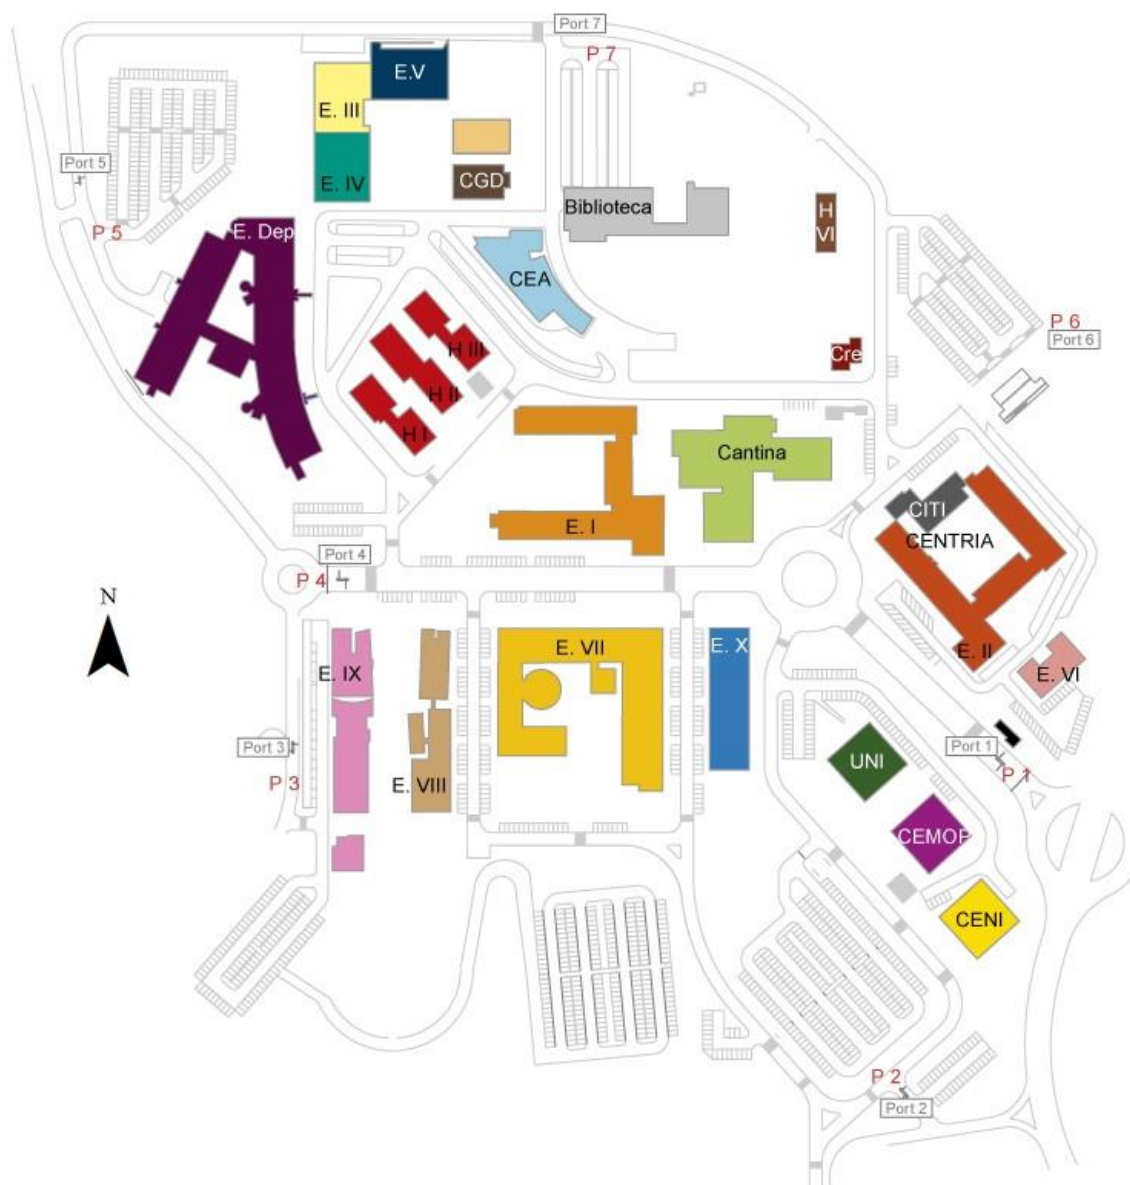 Port 7
P 7
E.V
E. III
Port 5
E. IV
CGD
Biblioteca
H
VI
P 5
E. Dep
CEA
P 6
Port 6
H III
Cre
H II
H I
Cantina
CITI
E. I
CENTRIA
Port 4
P 4
N
E. IX
E. VII
E. X
E. II
E. VI
Port 3
Port 1
UNI
P 1
P 3
E. VIII
CEMOP
CENI
P 2
Port 2